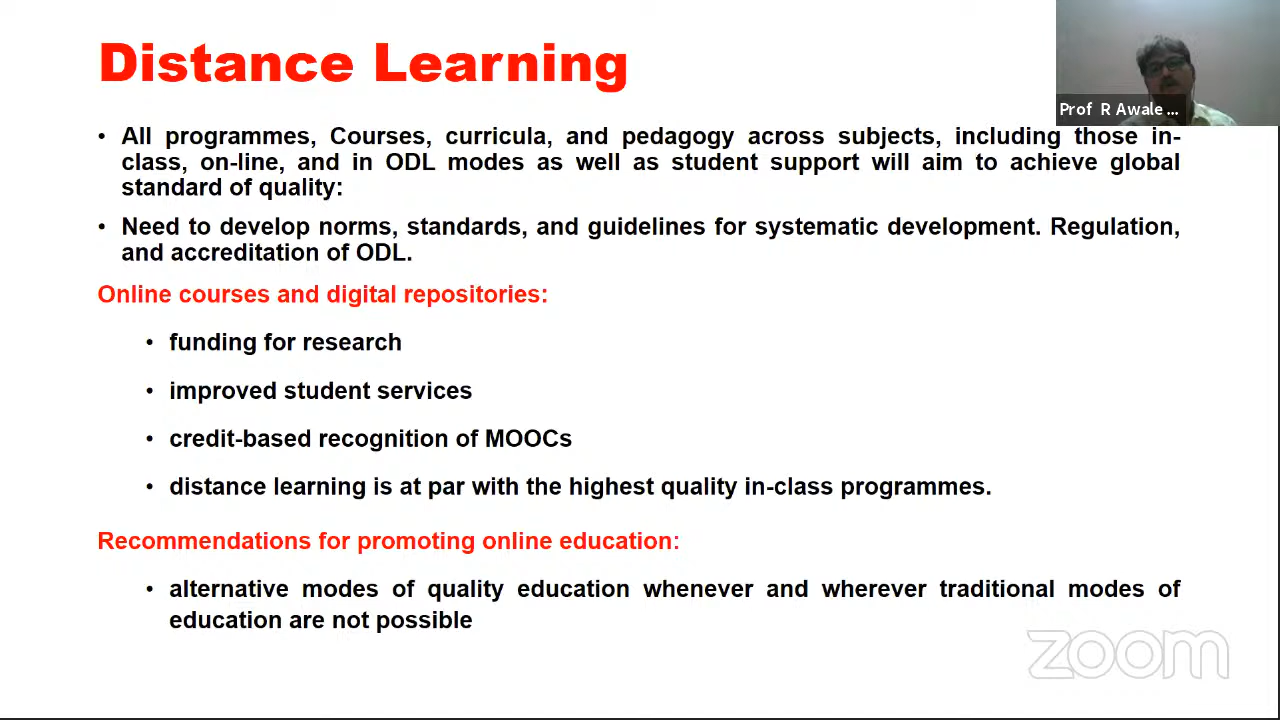 Distance Learning
Prof R Awale ...
• All programmes, Courses, curricula, and pedagogy across subjects, including those in-
class, on-line, and in ODL modes as well as student support will aim to achieve global
standard of quality:
• Need to develop norms, standards, and guidelines for systematic development. Regulation,
and accreditation of ODL.
Online courses and digital repositories:
• funding for research
• improved student services
• credit-based recognition of MOOCs
• distance learning is at par with the highest quality in-class programmes.
Recommendations for promoting online education:
• alternative modes of quality education whenever and wherever traditional modes of
education are not possible
zoom